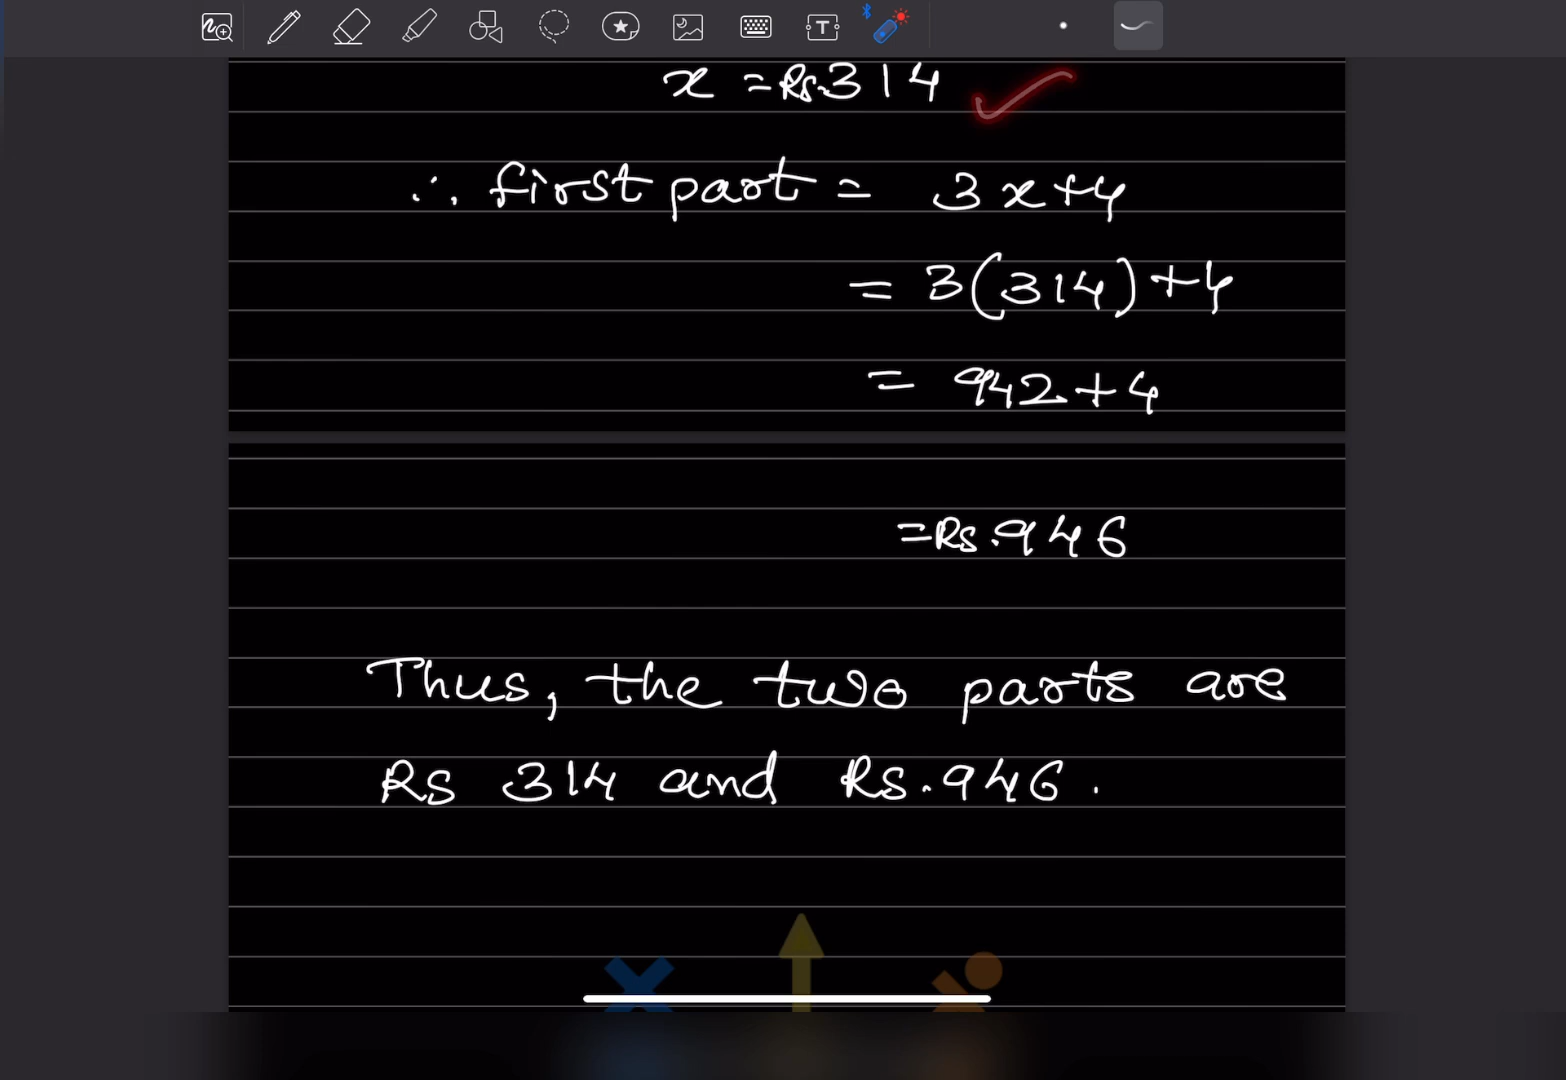 x = Rs.314
∴ first part = 3x+4
= 3(314)+4
= 942+4
=Rs.946
Thus, the two parts are
Rs 314 and Rs.946.